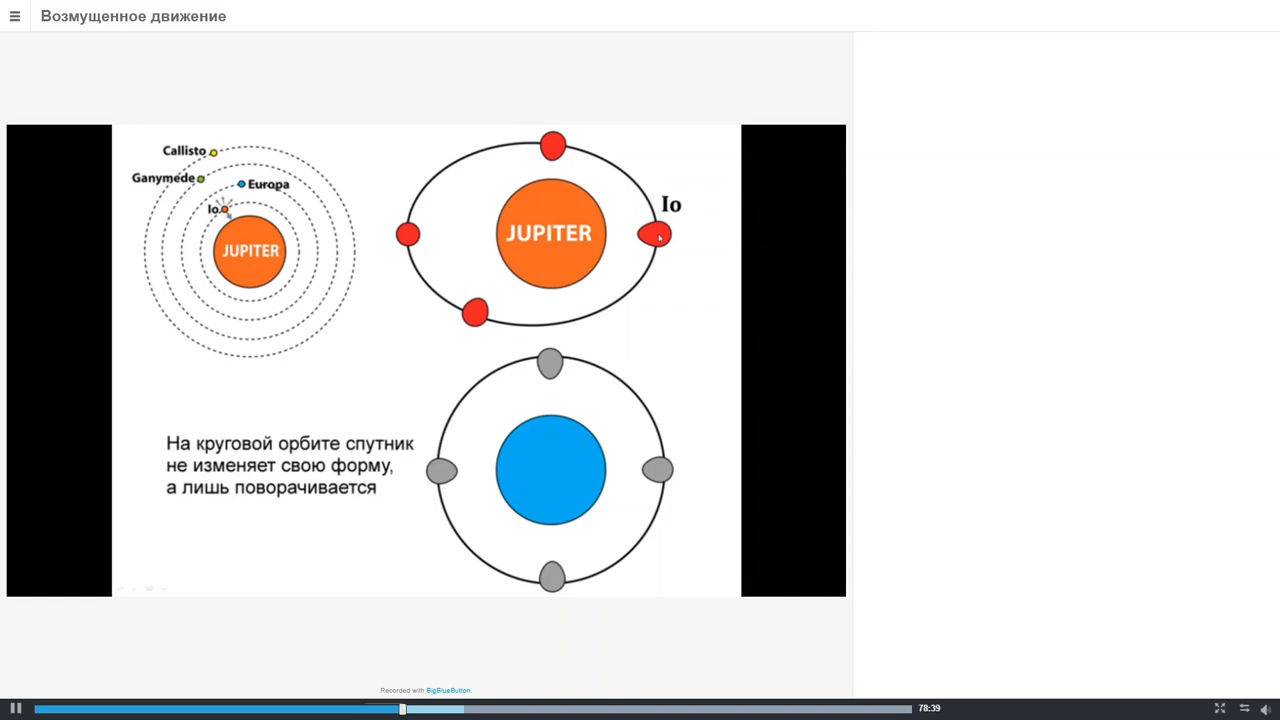 Возмущенное движение
Callisto
Ganymede
Europa
Io
JUPITER
JUPITER
Io
На круговой орбите спутник
не изменяет свою форму,
а лишь поворачивается
Recorded with BigBlueButton.
78:39